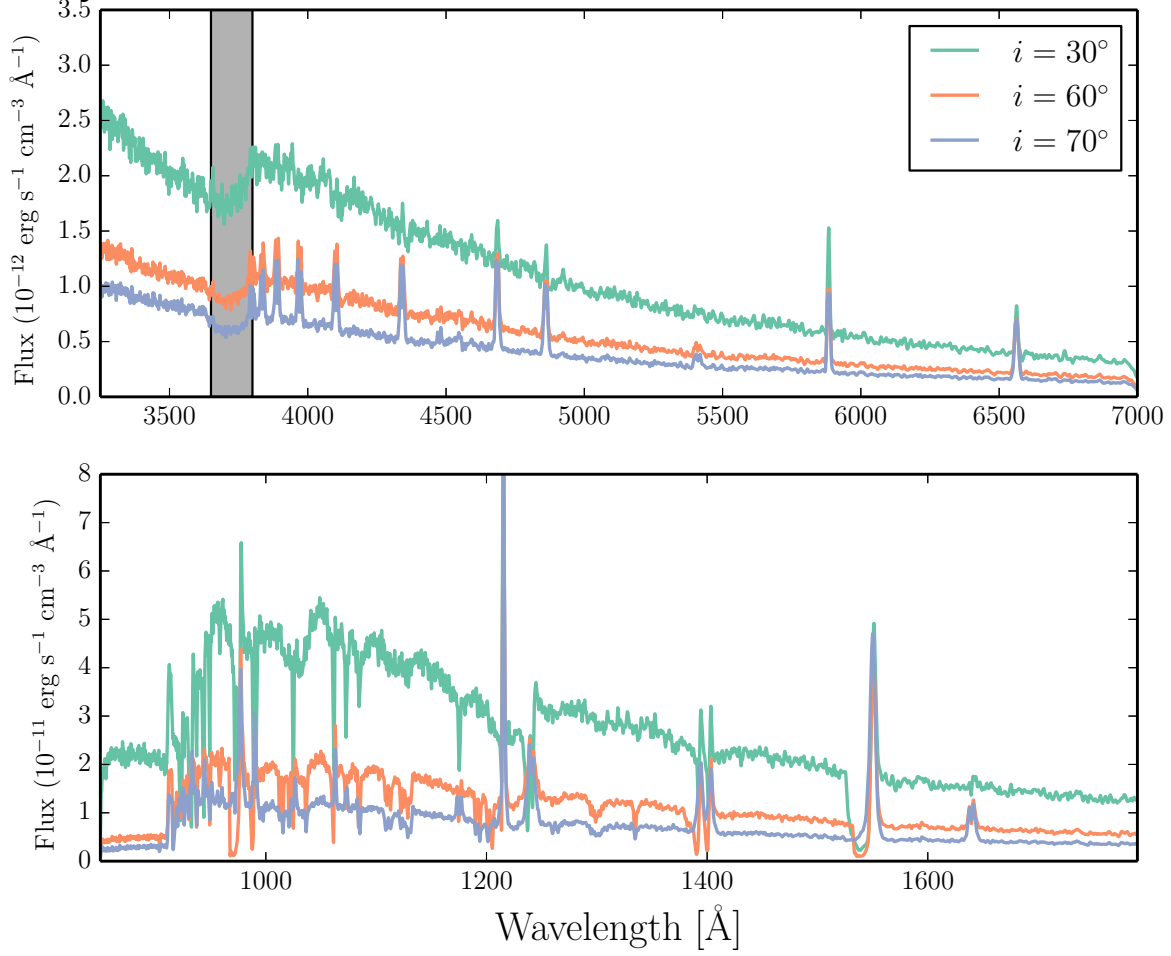 3.5
3.0
2.5
2.0
1.5
1.0
0.5
0.0
Flux (10⁻¹² erg s⁻¹ cm⁻³ Å⁻¹)
i = 30°
i = 60°
i = 70°
3500 4000 4500 5000 5500 6000 6500 7000
8
7
6
5
4
3
2
1
0
Flux (10⁻¹¹ erg s⁻¹ cm⁻³ Å⁻¹)
1000 1200 1400 1600
Wavelength [Å]